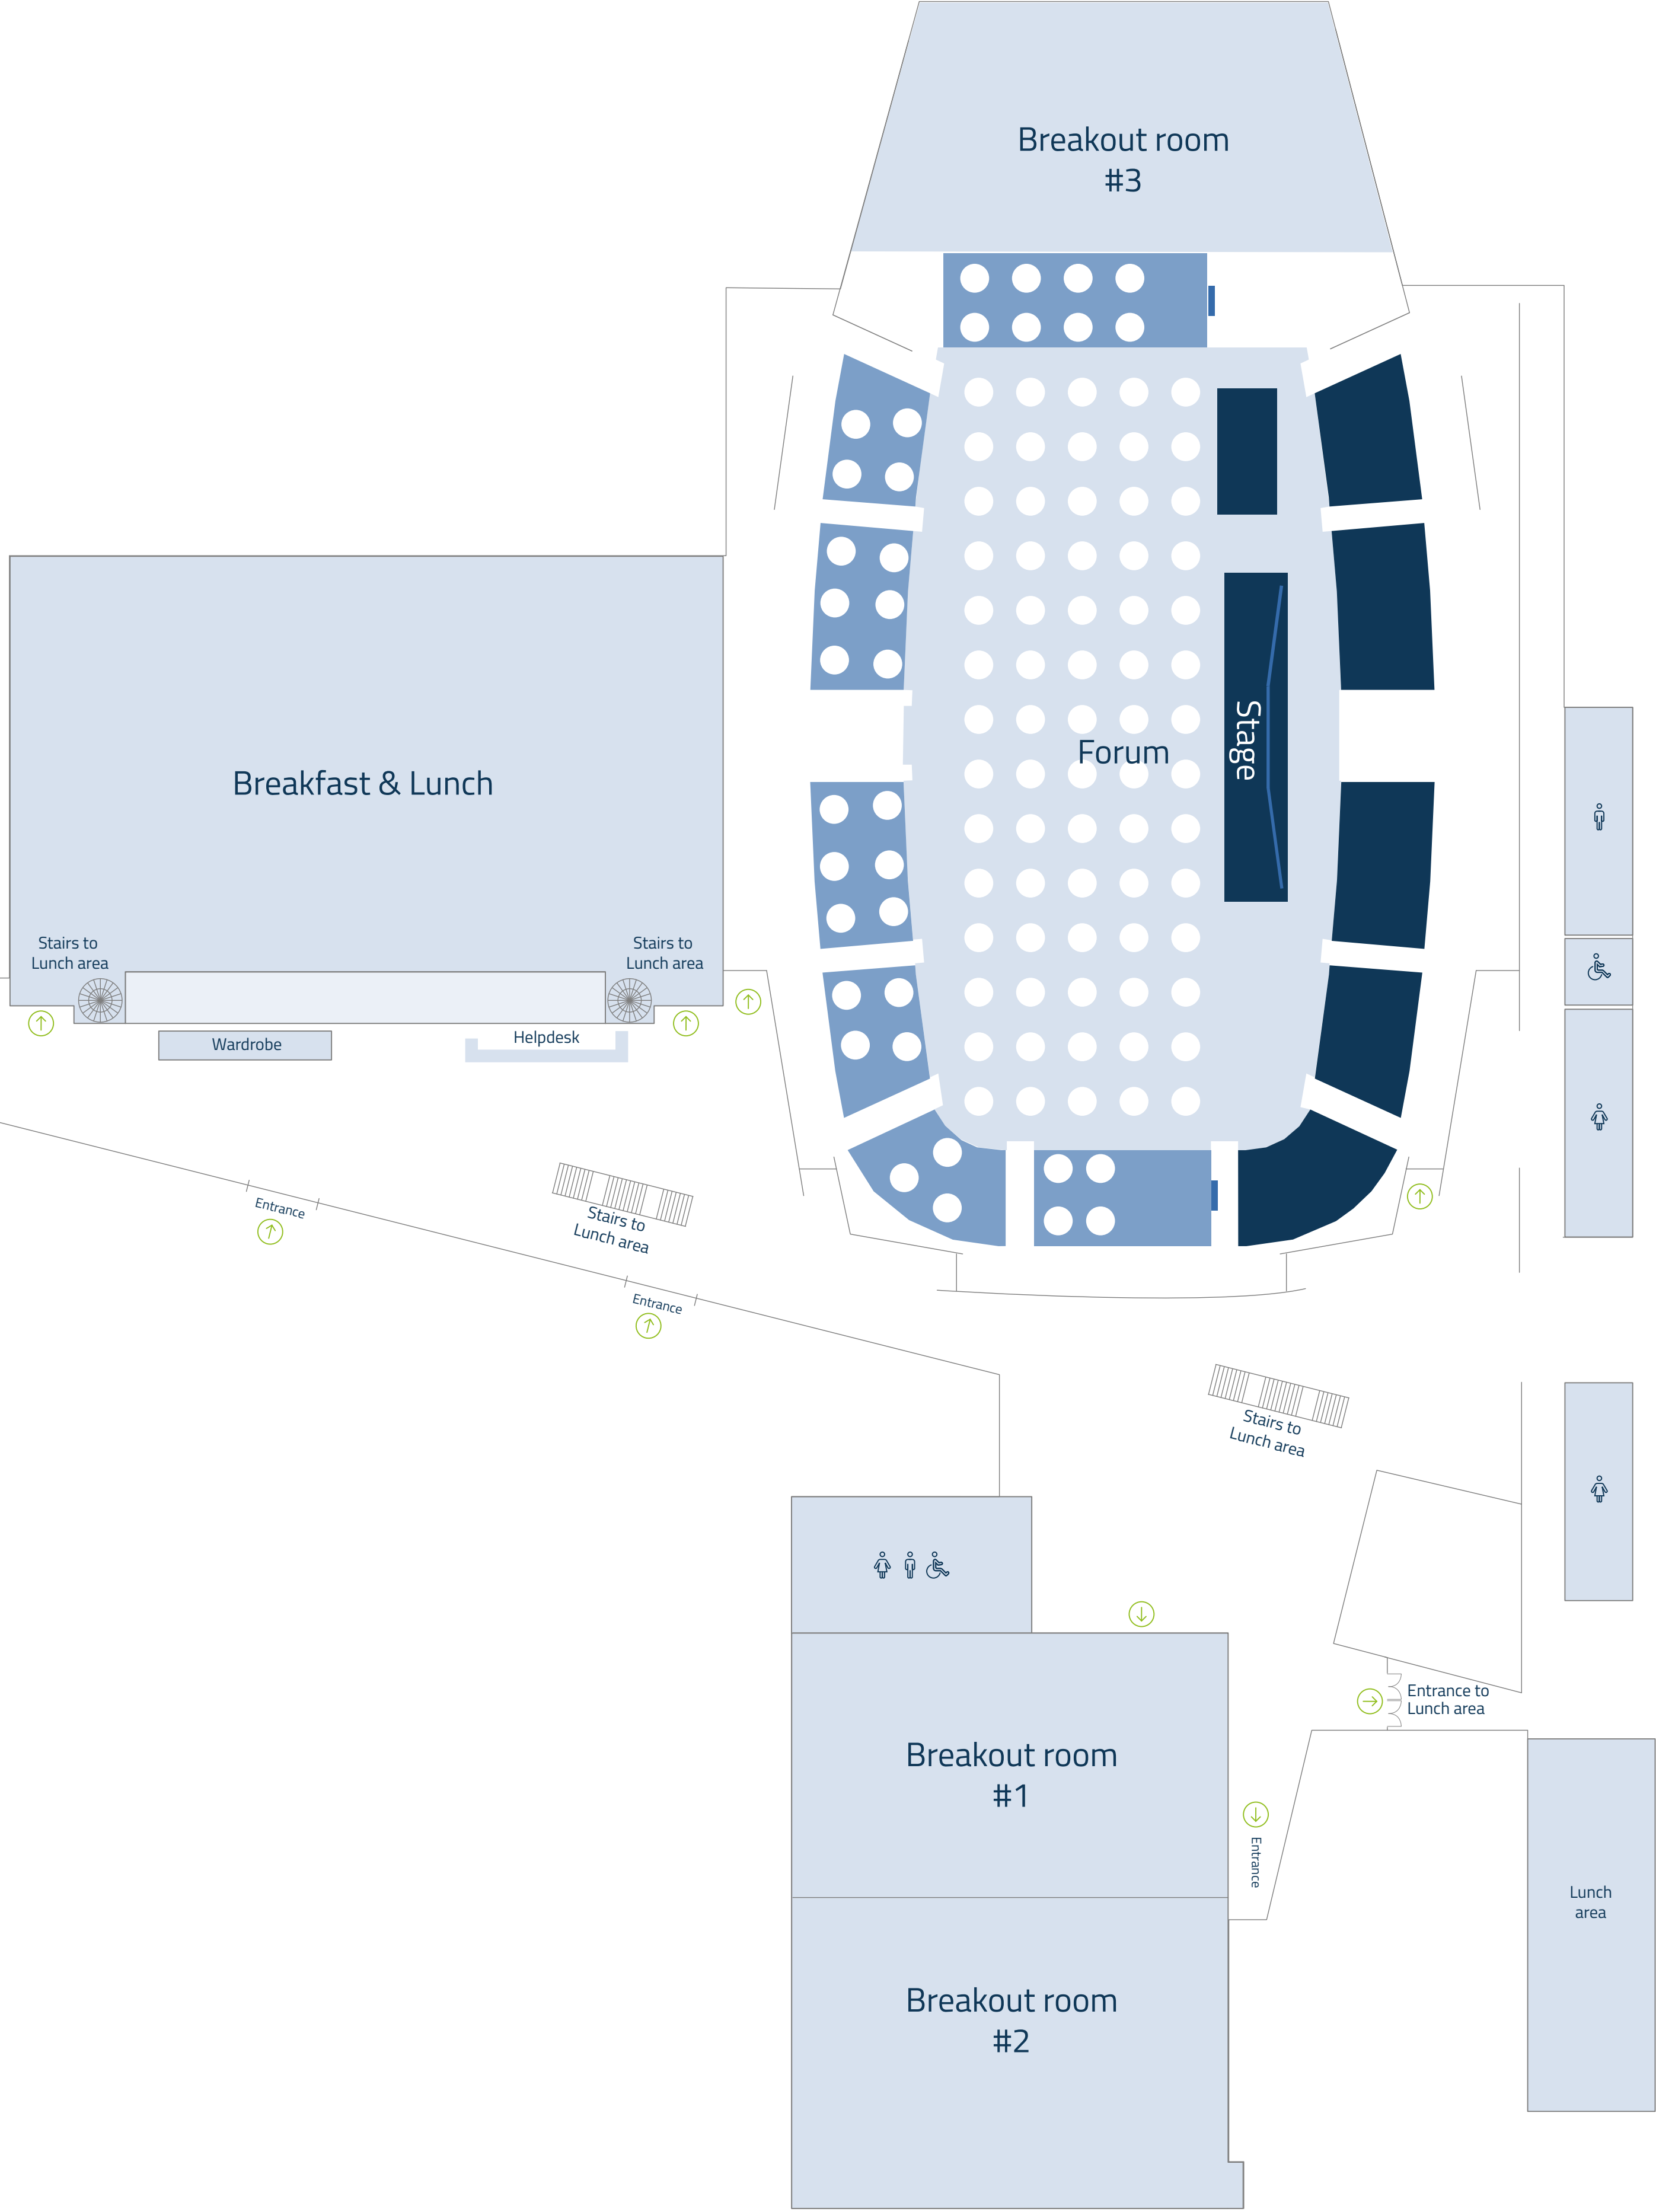 Breakout room
#3
Forum
Stage
Breakfast & Lunch
Stairs to
Lunch area
Stairs to
Lunch area
Wardrobe
Helpdesk
Entrance
Stairs to
Lunch area
Entrance
Stairs to
Lunch area
Entrance to
Lunch area
Breakout room
#1
Entrance
Lunch
area
Breakout room
#2